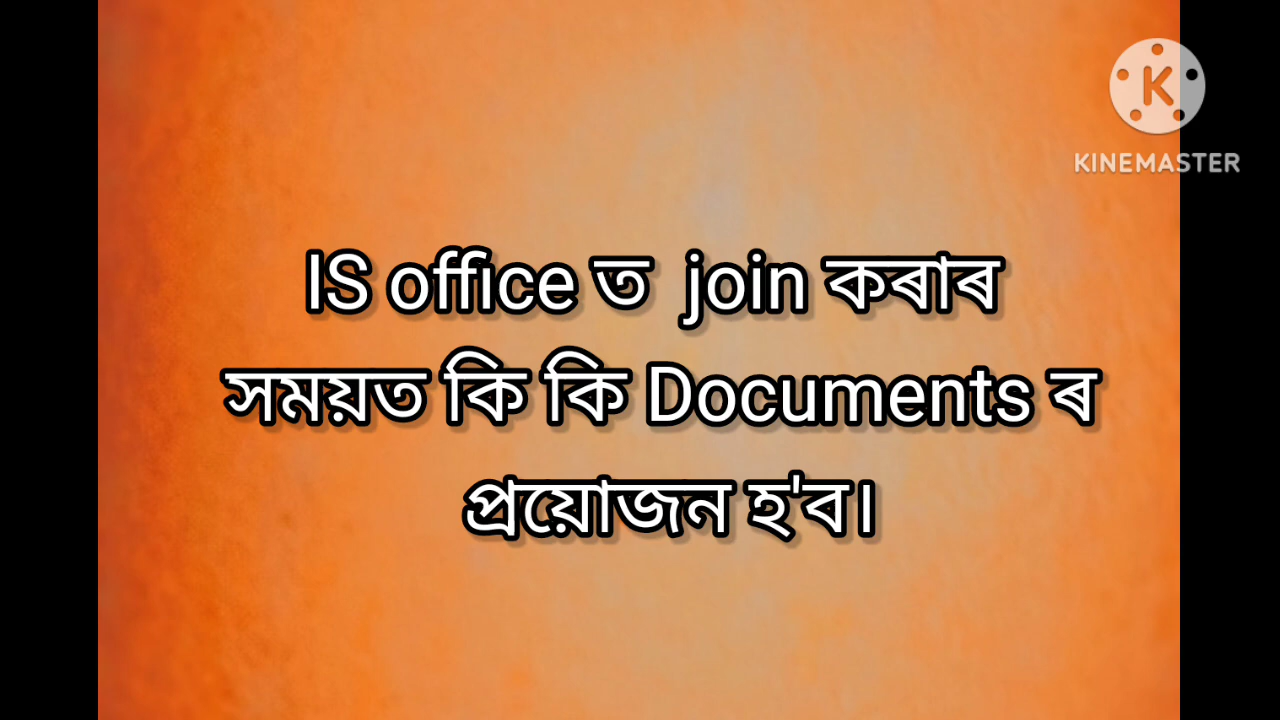 KINEMASTER
IS office ত join কৰাৰ
সময়ত কি কি Documents ৰ
প্ৰয়োজন হ'ব।